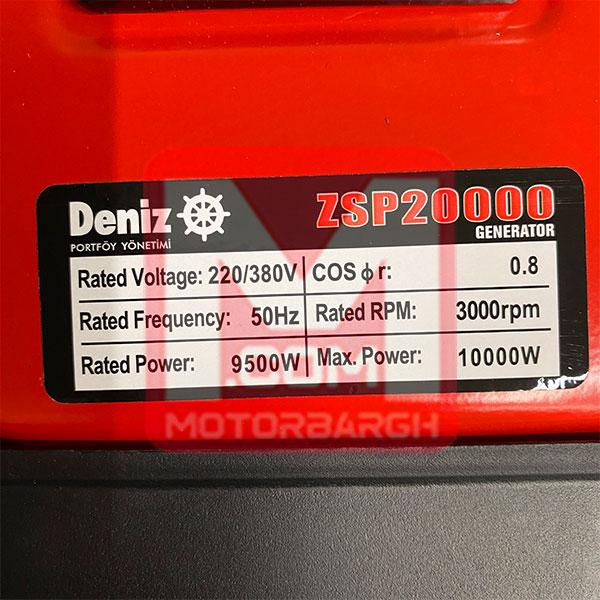 Deniz
PORTFÖY YÖNETİMİ
ZSP20000
GENERATOR
Rated Voltage: 220/380V
COS ϕ r: 0.8
Rated Frequency: 50Hz
Rated RPM: 3000rpm
Rated Power: 9500W
Max. Power: 10000W
.COM
MOTORBARGH